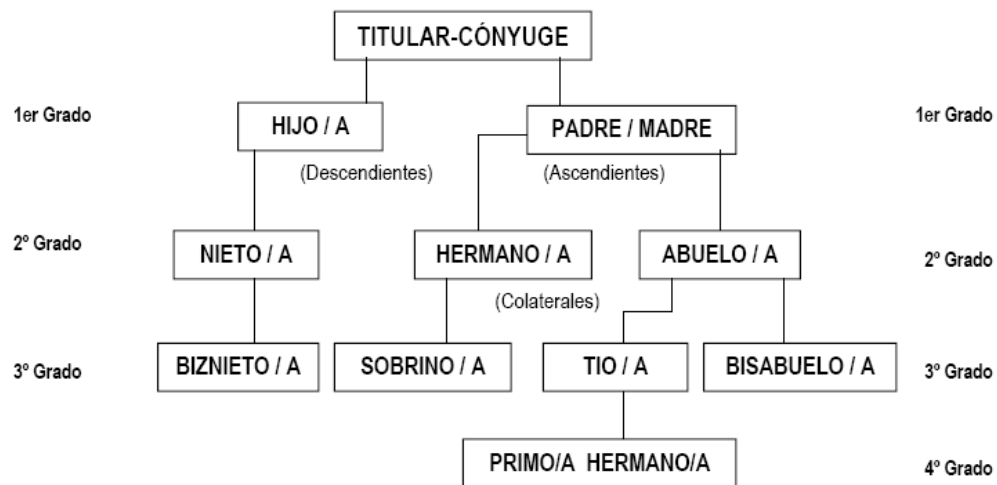 TITULAR-CÓNYUGE
1er Grado
HIJO / A
PADRE / MADRE
1er Grado
(Descendientes)
(Ascendientes)
2º Grado
NIETO / A
HERMANO / A
ABUELO / A
2º Grado
(Colaterales)
3º Grado
BIZNIETO / A
SOBRINO / A
TIO / A
BISABUELO / A
3º Grado
PRIMO/A HERMANO/A
4º Grado